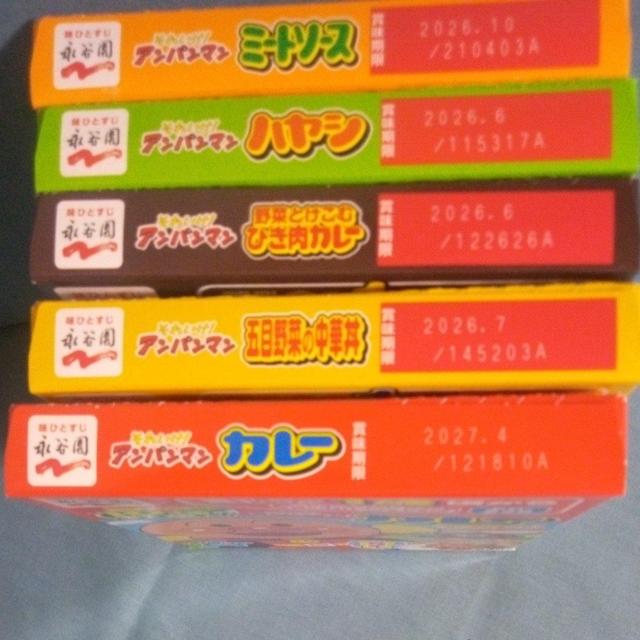 味ひとすじ
永谷園
それいけ!
アンパンマン
ミートソース
賞味期限
2026.10
/210403A
味ひとすじ
永谷園
それいけ!
アンパンマン
ハヤシ
賞味期限
2026.6
/115317A
味ひとすじ
永谷園
それいけ!
アンパンマン
野菜とけこむ
ひき肉カレー
賞味期限
2026.6
/122626A
味ひとすじ
永谷園
それいけ!
アンパンマン
五目野菜の中華丼
賞味期限
2026.7
/145203A
味ひとすじ
永谷園
それいけ!
アンパンマン
カレー
賞味期限
2027.4
/121810A